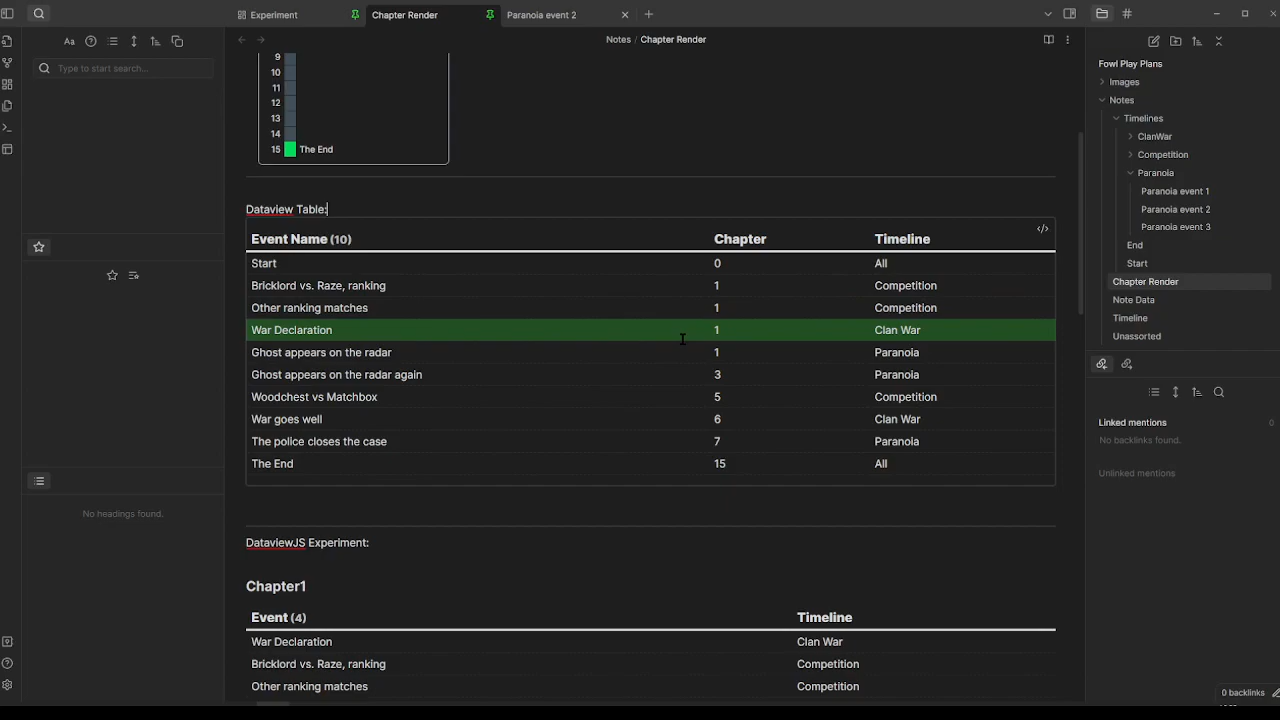 Experiment
Chapter Render
Paranoia event 2
Aa
Type to start search...
No headings found.
Notes / Chapter Render
9
10
11
12
13
14
15 The End
Dataview Table:
Event Name (10) Chapter Timeline
Start 0 All
Bricklord vs. Raze, ranking 1 Competition
Other ranking matches 1 Competition
War Declaration 1 Clan War
Ghost appears on the radar 1 Paranoia
Ghost appears on the radar again 3 Paranoia
Woodchest vs Matchbox 5 Competition
War goes well 6 Clan War
The police closes the case 7 Paranoia
The End 15 All
DataviewJS Experiment:
Chapter1
Event (4) Timeline
War Declaration Clan War
Bricklord vs. Raze, ranking Competition
Other ranking matches Competition
Fowl Play Plans
Images
Notes
Timelines
ClanWar
Competition
Paranoia
Paranoia event 1
Paranoia event 2
Paranoia event 3
End
Start
Chapter Render
Note Data
Timeline
Unassorted
Linked mentions 0
No backlinks found.
Unlinked mentions
0 backlinks